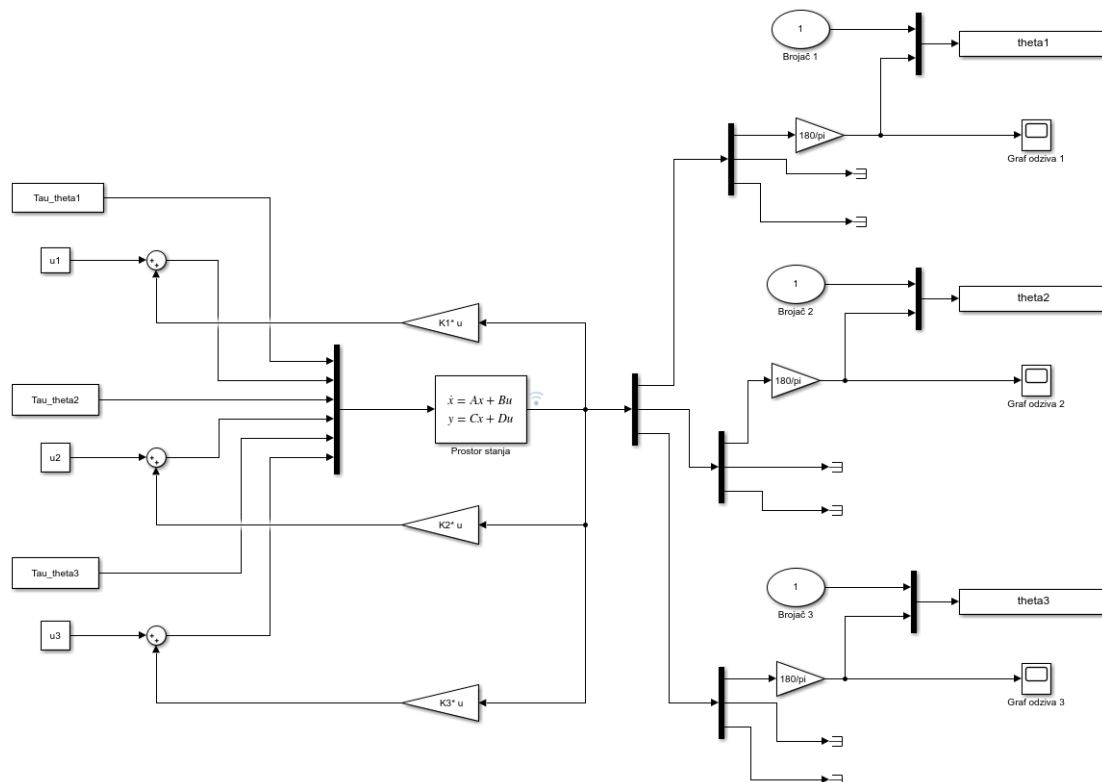 1
Brojač 1
theta1
180/pi
Graf odziva 1
Tau_theta1
u1
K1* u
1
Brojač 2
theta2
180/pi
Graf odziva 2
Tau_theta2
ẋ = Ax + Bu
y = Cx + Du
Prostor stanja
u2
K2* u
Tau_theta3
1
Brojač 3
theta3
u3
180/pi
Graf odziva 3
K3* u